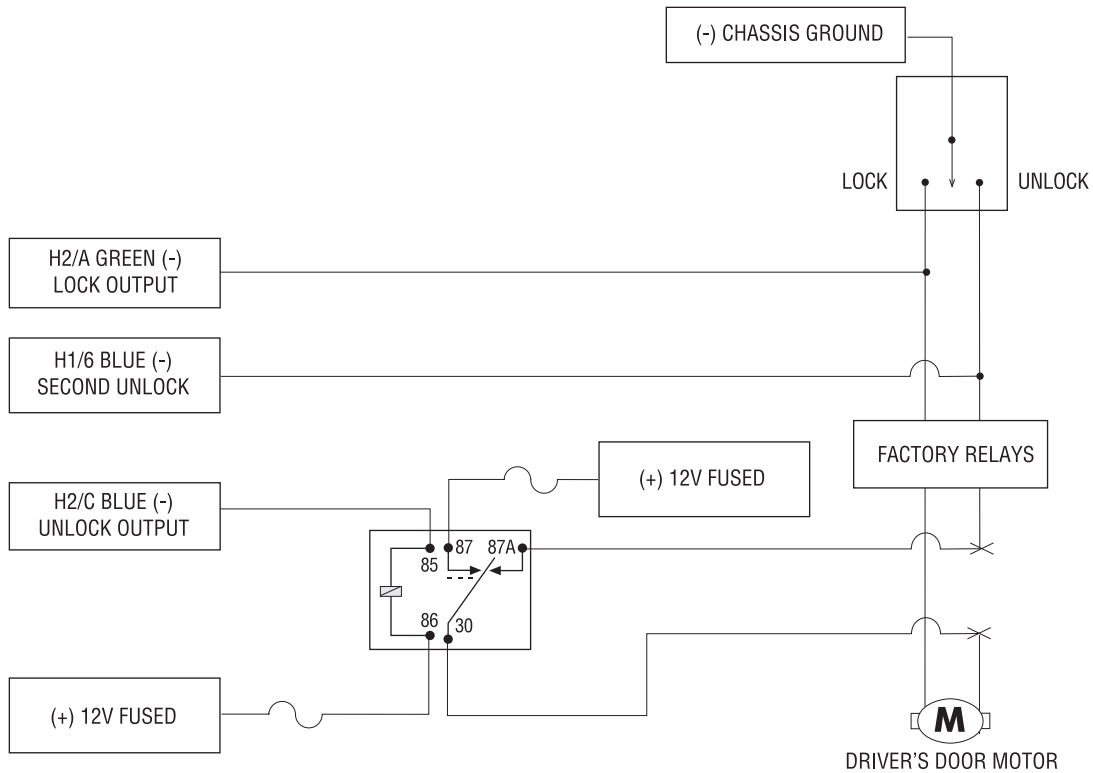 (-) CHASSIS GROUND
LOCK
UNLOCK
H2/A GREEN (-)
LOCK OUTPUT
H1/6 BLUE (-)
SECOND UNLOCK
FACTORY RELAYS
(+) 12V FUSED
H2/C BLUE (-)
UNLOCK OUTPUT
87
87A
85
86
30
(+) 12V FUSED
M
DRIVER'S DOOR MOTOR